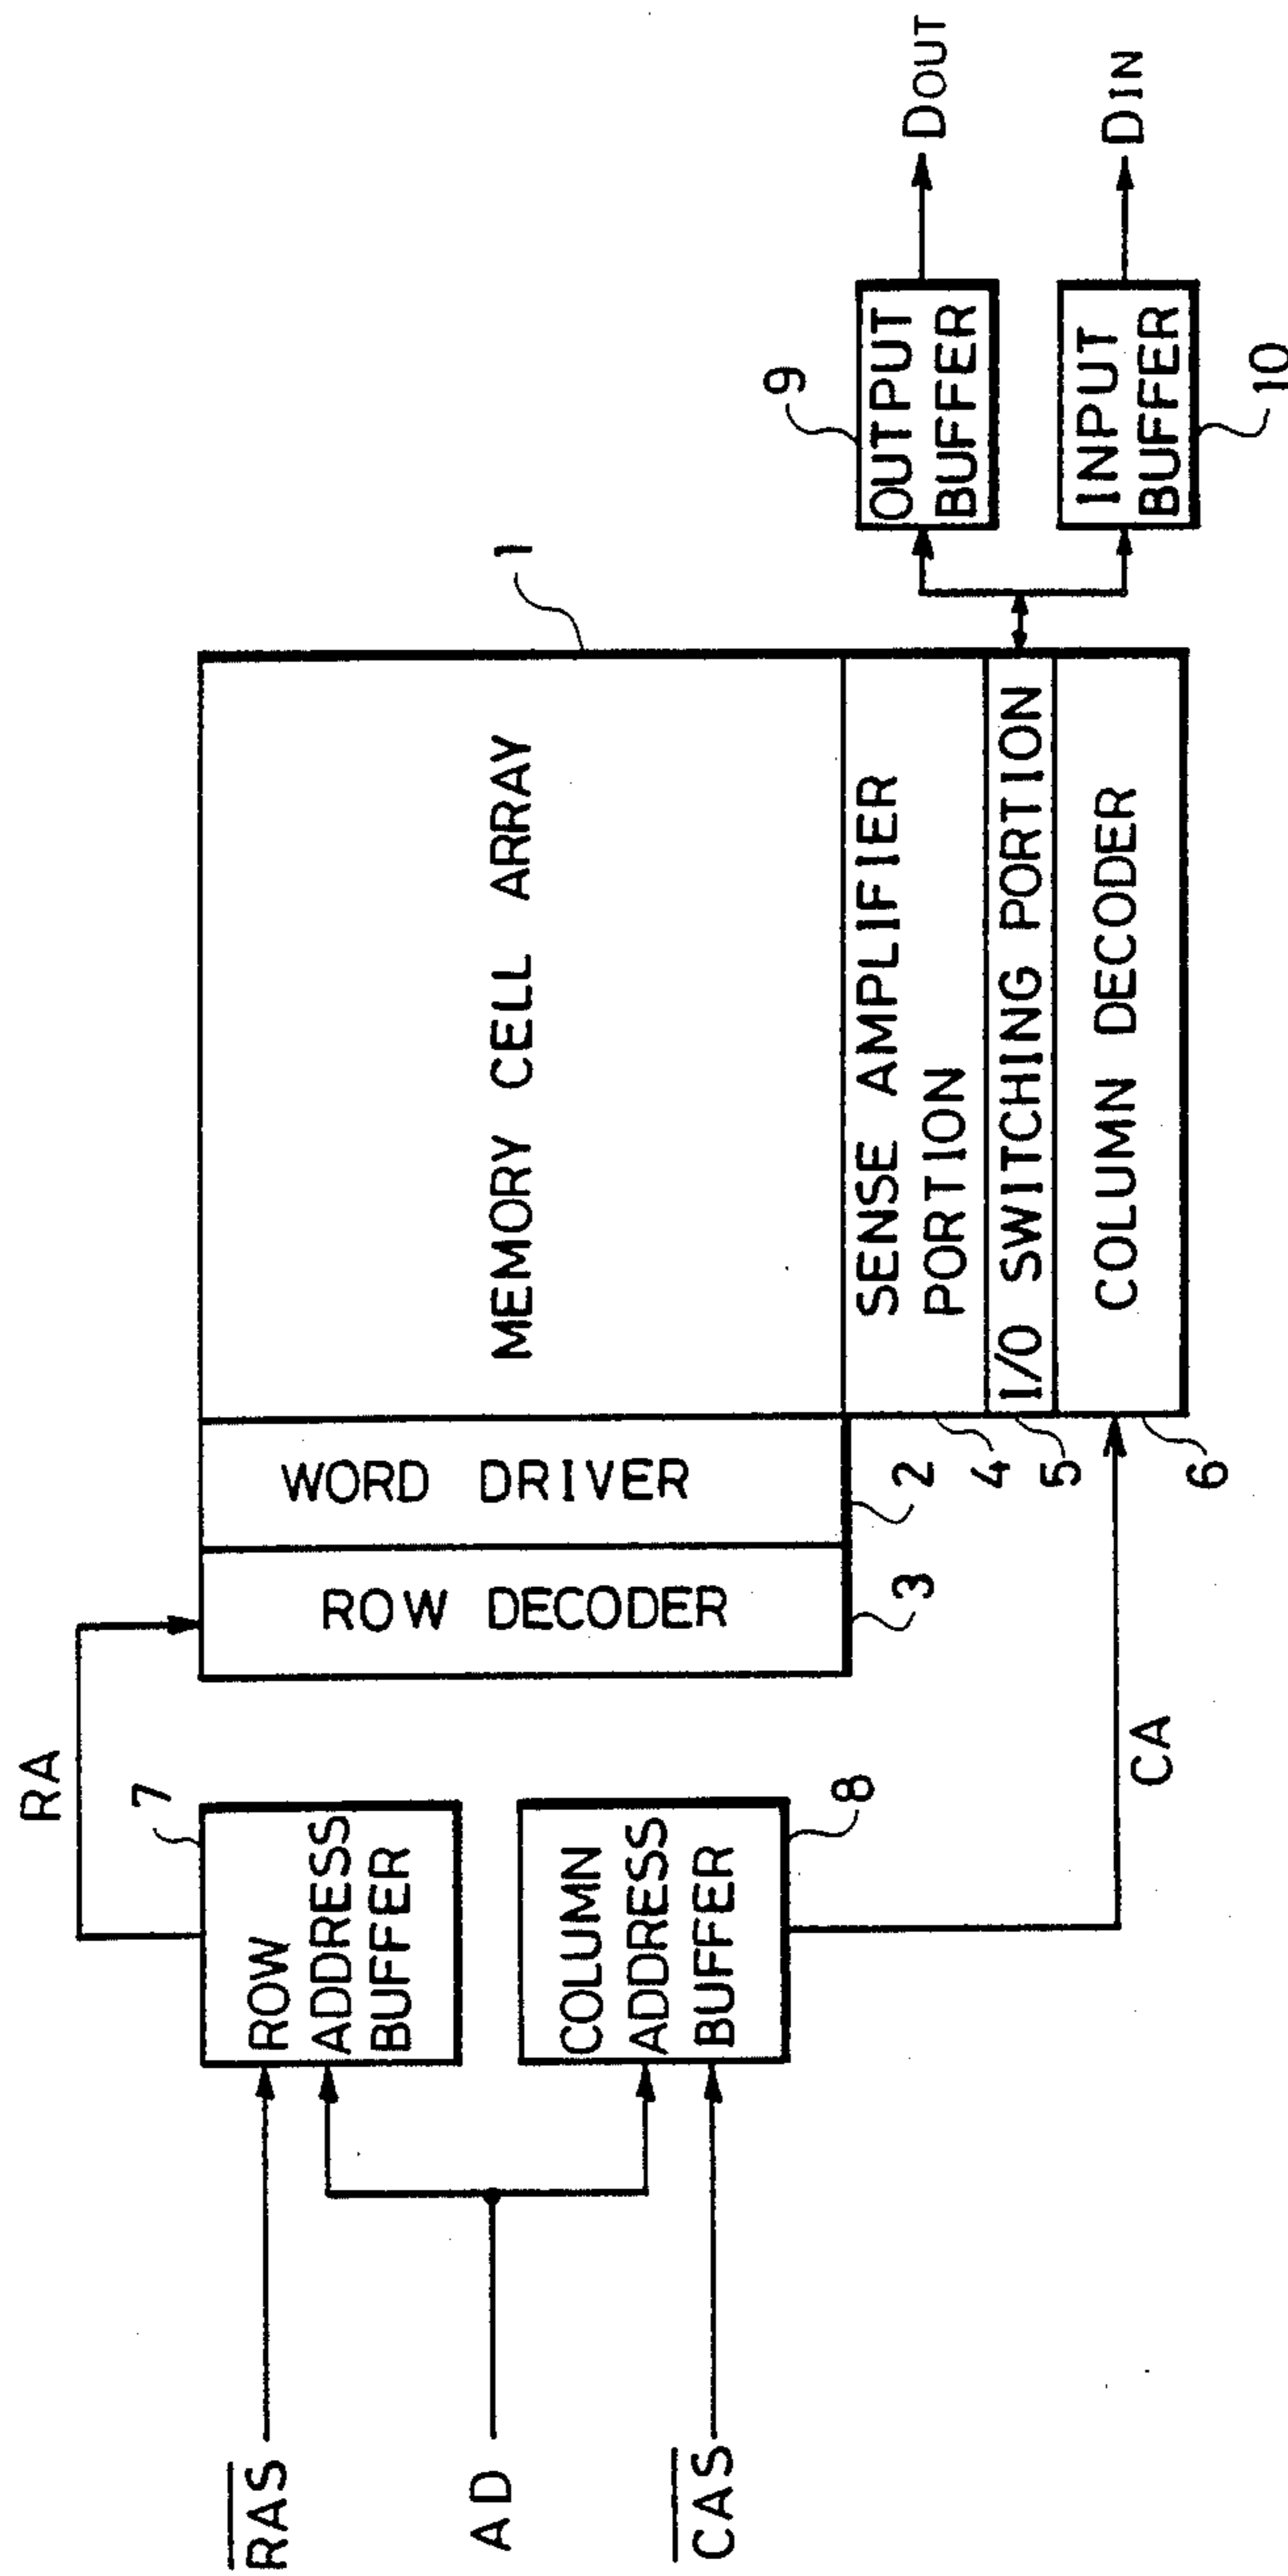 RAS
AD
CAS
RA
7
ROW
ADDRESS
BUFFER
COLUMN
ADDRESS
BUFFER
8
CA
ROW DECODER
3
WORD DRIVER
2
MEMORY CELL ARRAY
1
SENSE AMPLIFIER
PORTION
4
I/O SWITCHING PORTION
5
COLUMN DECODER
6
9
OUTPUT
BUFFER
DOUT
INPUT
BUFFER
10
DIN